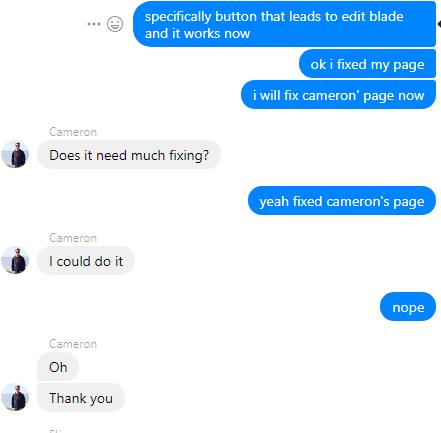 specifically button that leads to edit blade
and it works now
ok i fixed my page
i will fix cameron' page now
Cameron
Does it need much fixing?
yeah fixed cameron's page
Cameron
I could do it
nope
Cameron
Oh
Thank you